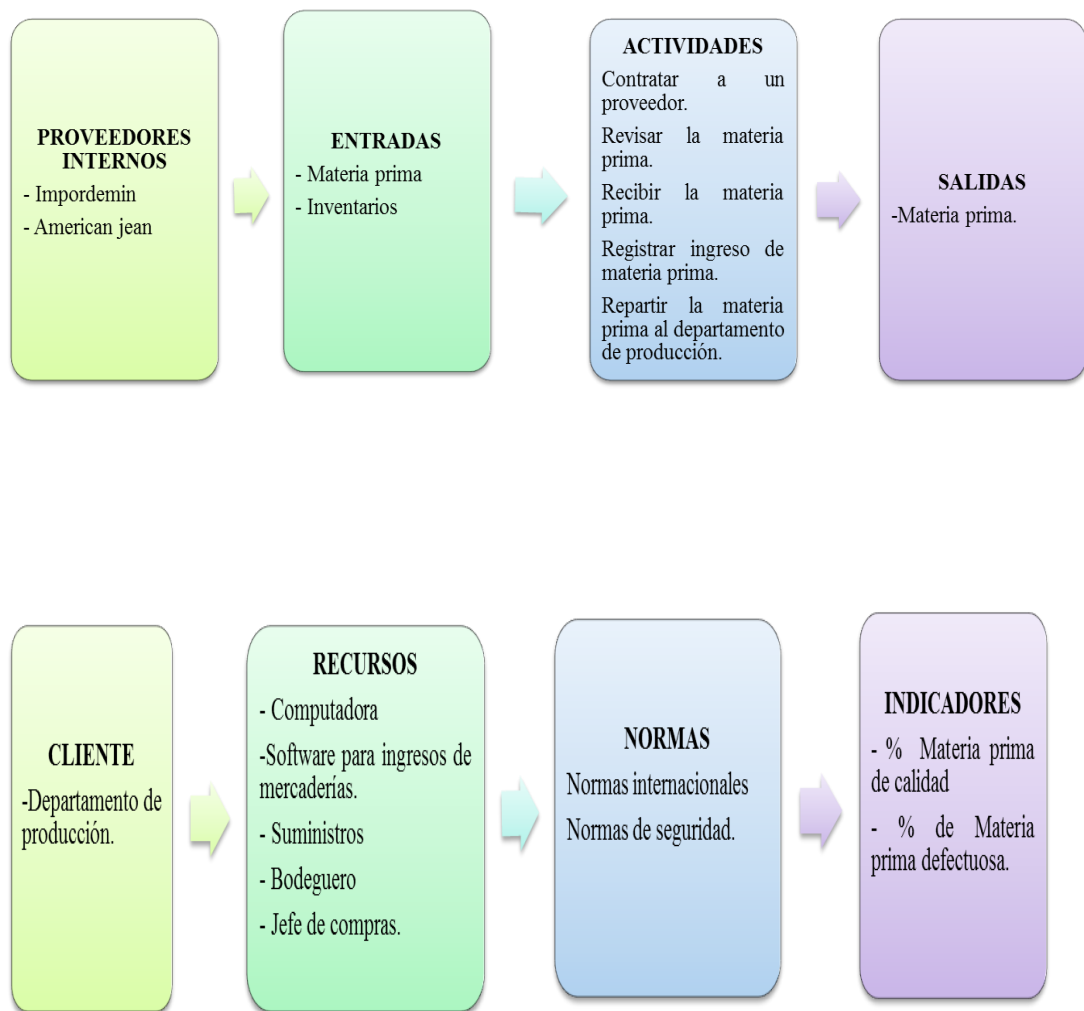 PROVEEDORES
INTERNOS
- Impordemin
- American jean
ENTRADAS
- Materia prima
- Inventarios
ACTIVIDADES
Contratar a un
proveedor.
Revisar la materia
prima.
Recibir la materia
prima.
Registrar ingreso de
materia prima.
Repartir la materia
prima al departamento
de producción.
SALIDAS
-Materia prima.
CLIENTE
-Departamento de
producción.
RECURSOS
- Computadora
-Software para ingresos de
mercaderías.
- Suministros
- Bodeguero
- Jefe de compras.
NORMAS
Normas internacionales
Normas de seguridad.
INDICADORES
- % Materia prima
de calidad
- % de Materia
prima defectuosa.